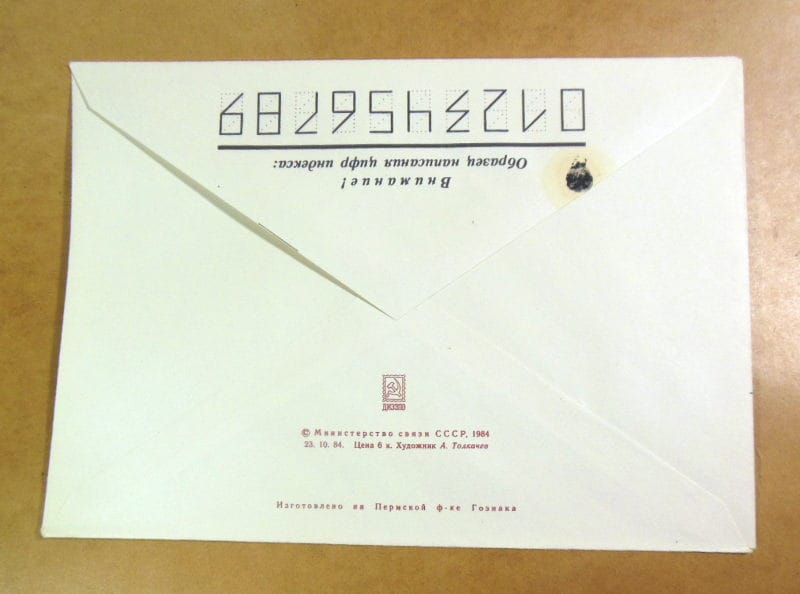 Внимание!
Образец написания цифр индекса:
0123456789
ДИЭЗПО
© Министерство связи СССР, 1984
23. 10. 84. Цена 6 к. Художник А. Толкачев
Изготовлено на Пермской ф-ке Гознака